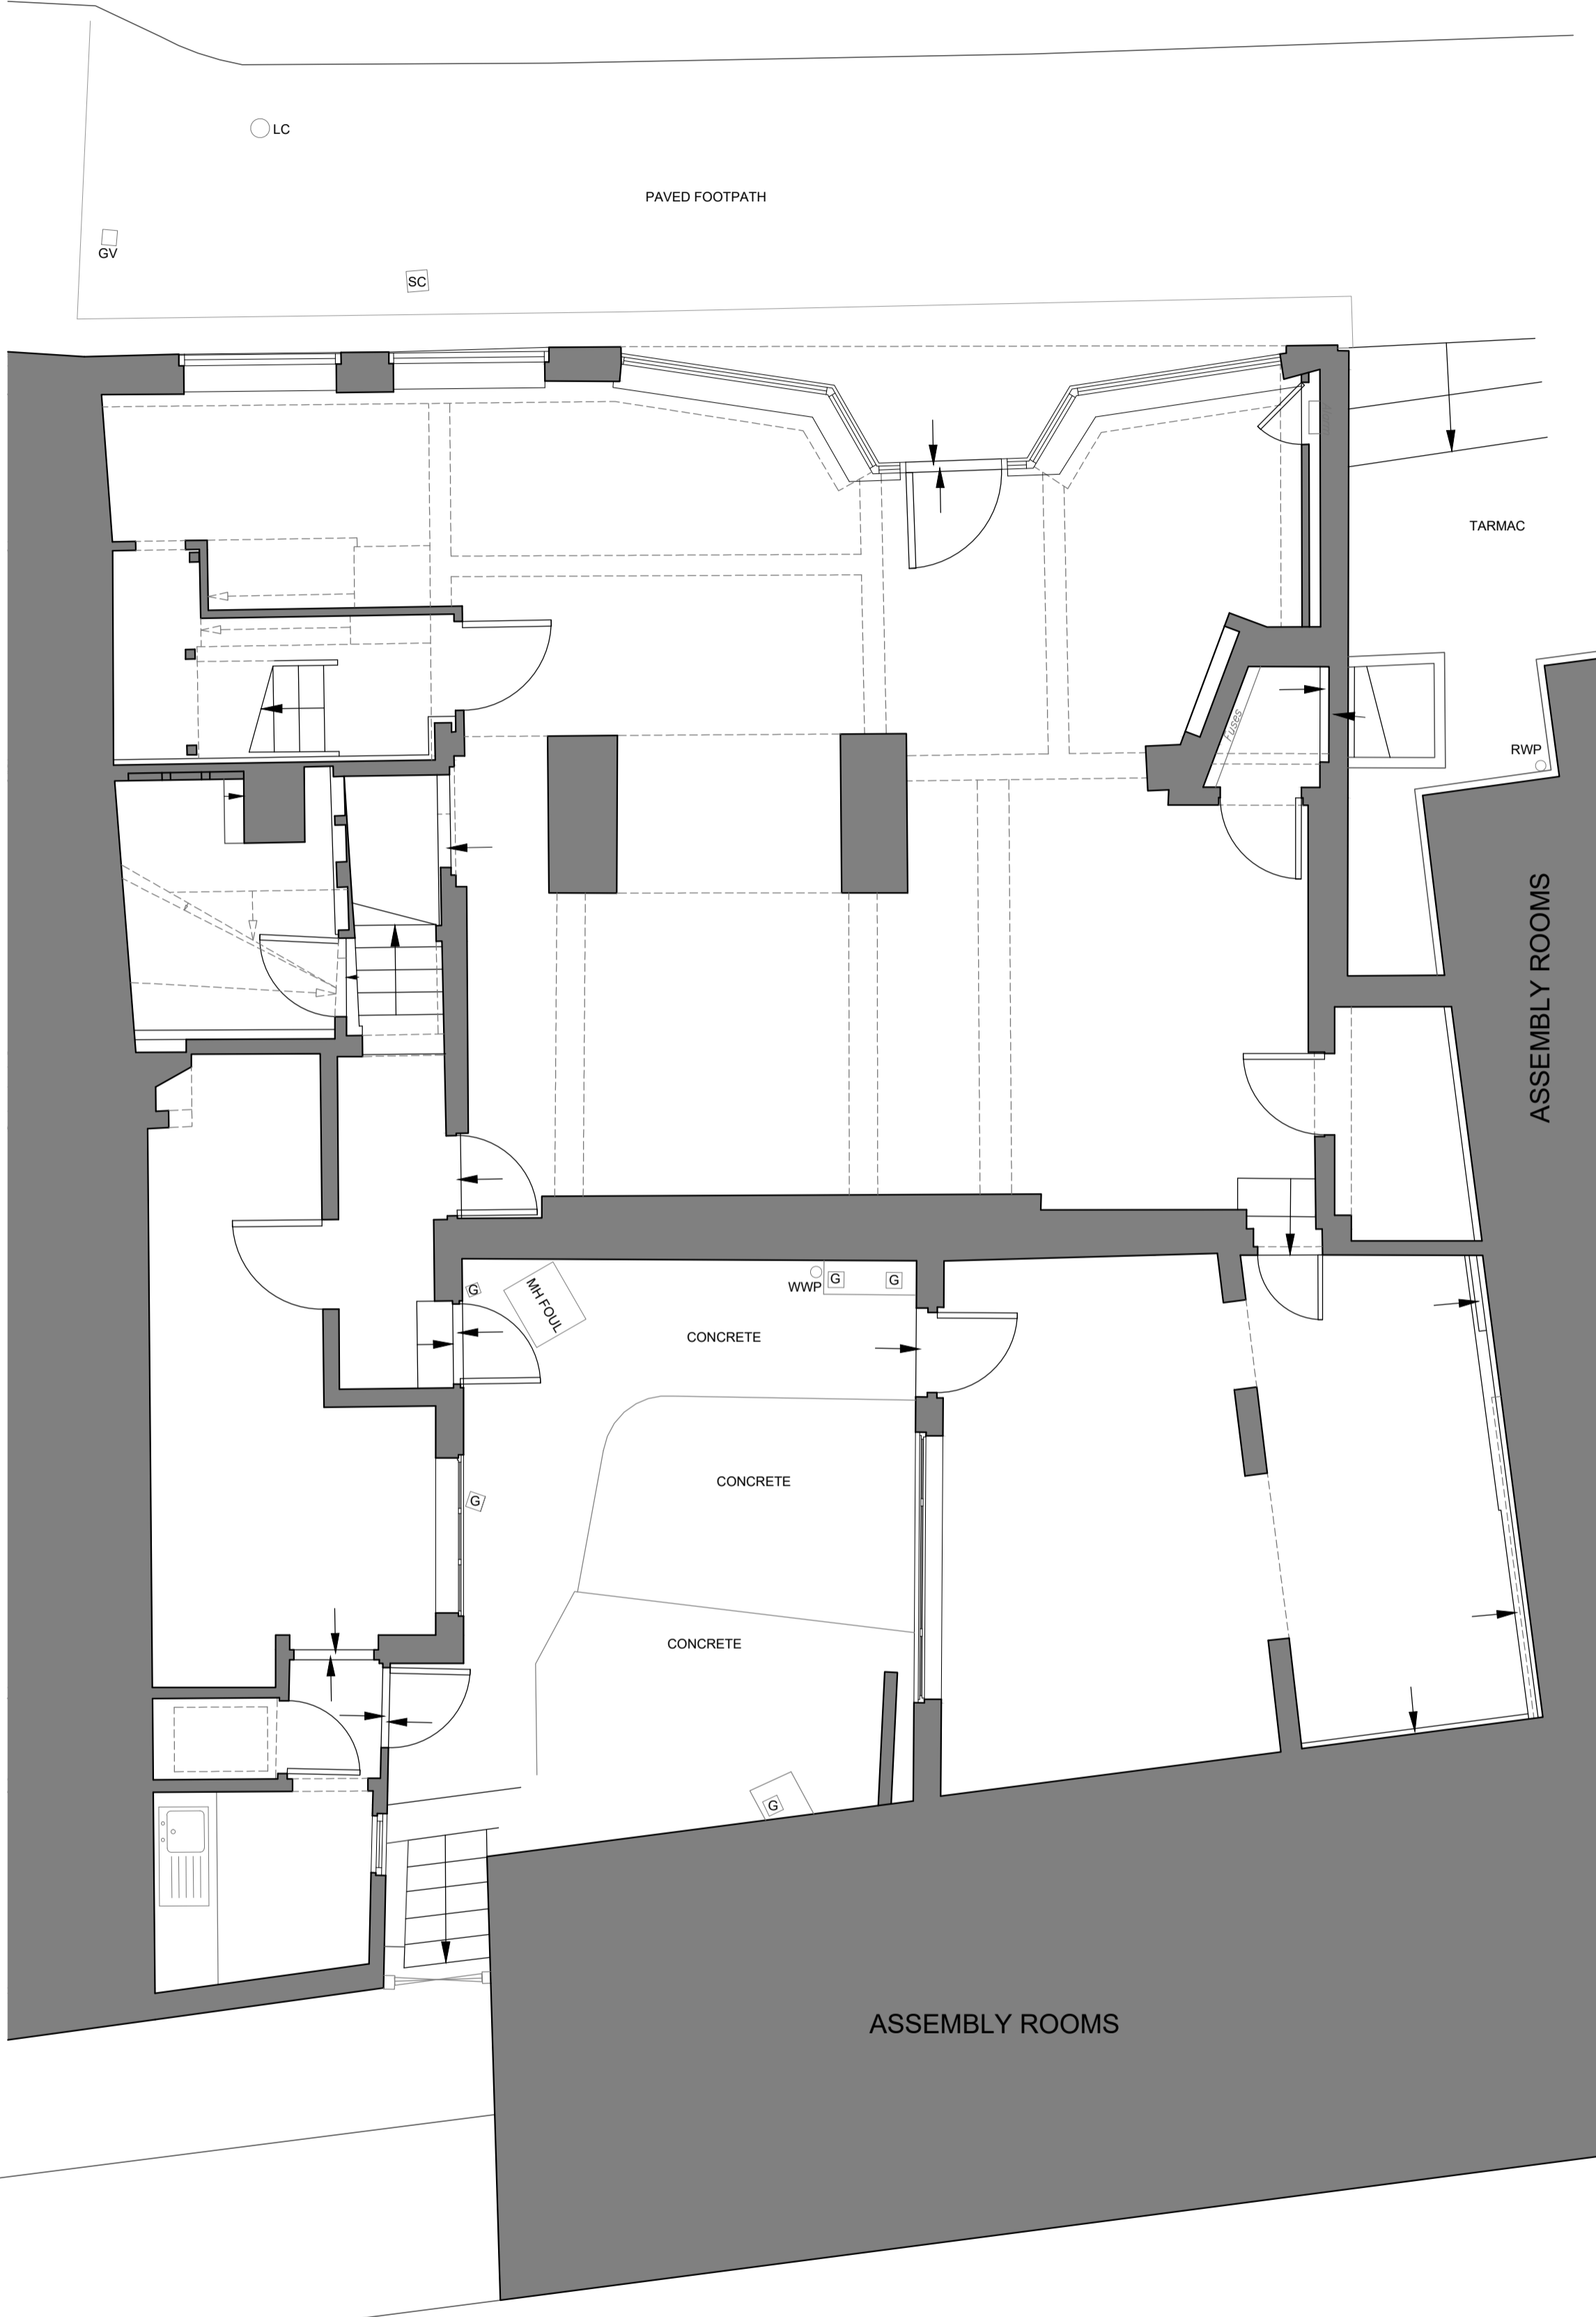 LC
PAVED FOOTPATH
GV
SC
TARMAC
Fuses
RWP
ASSEMBLY ROOMS
G
MH FOUL
WWP
G
G
CONCRETE
CONCRETE
G
CONCRETE
G
ASSEMBLY ROOMS